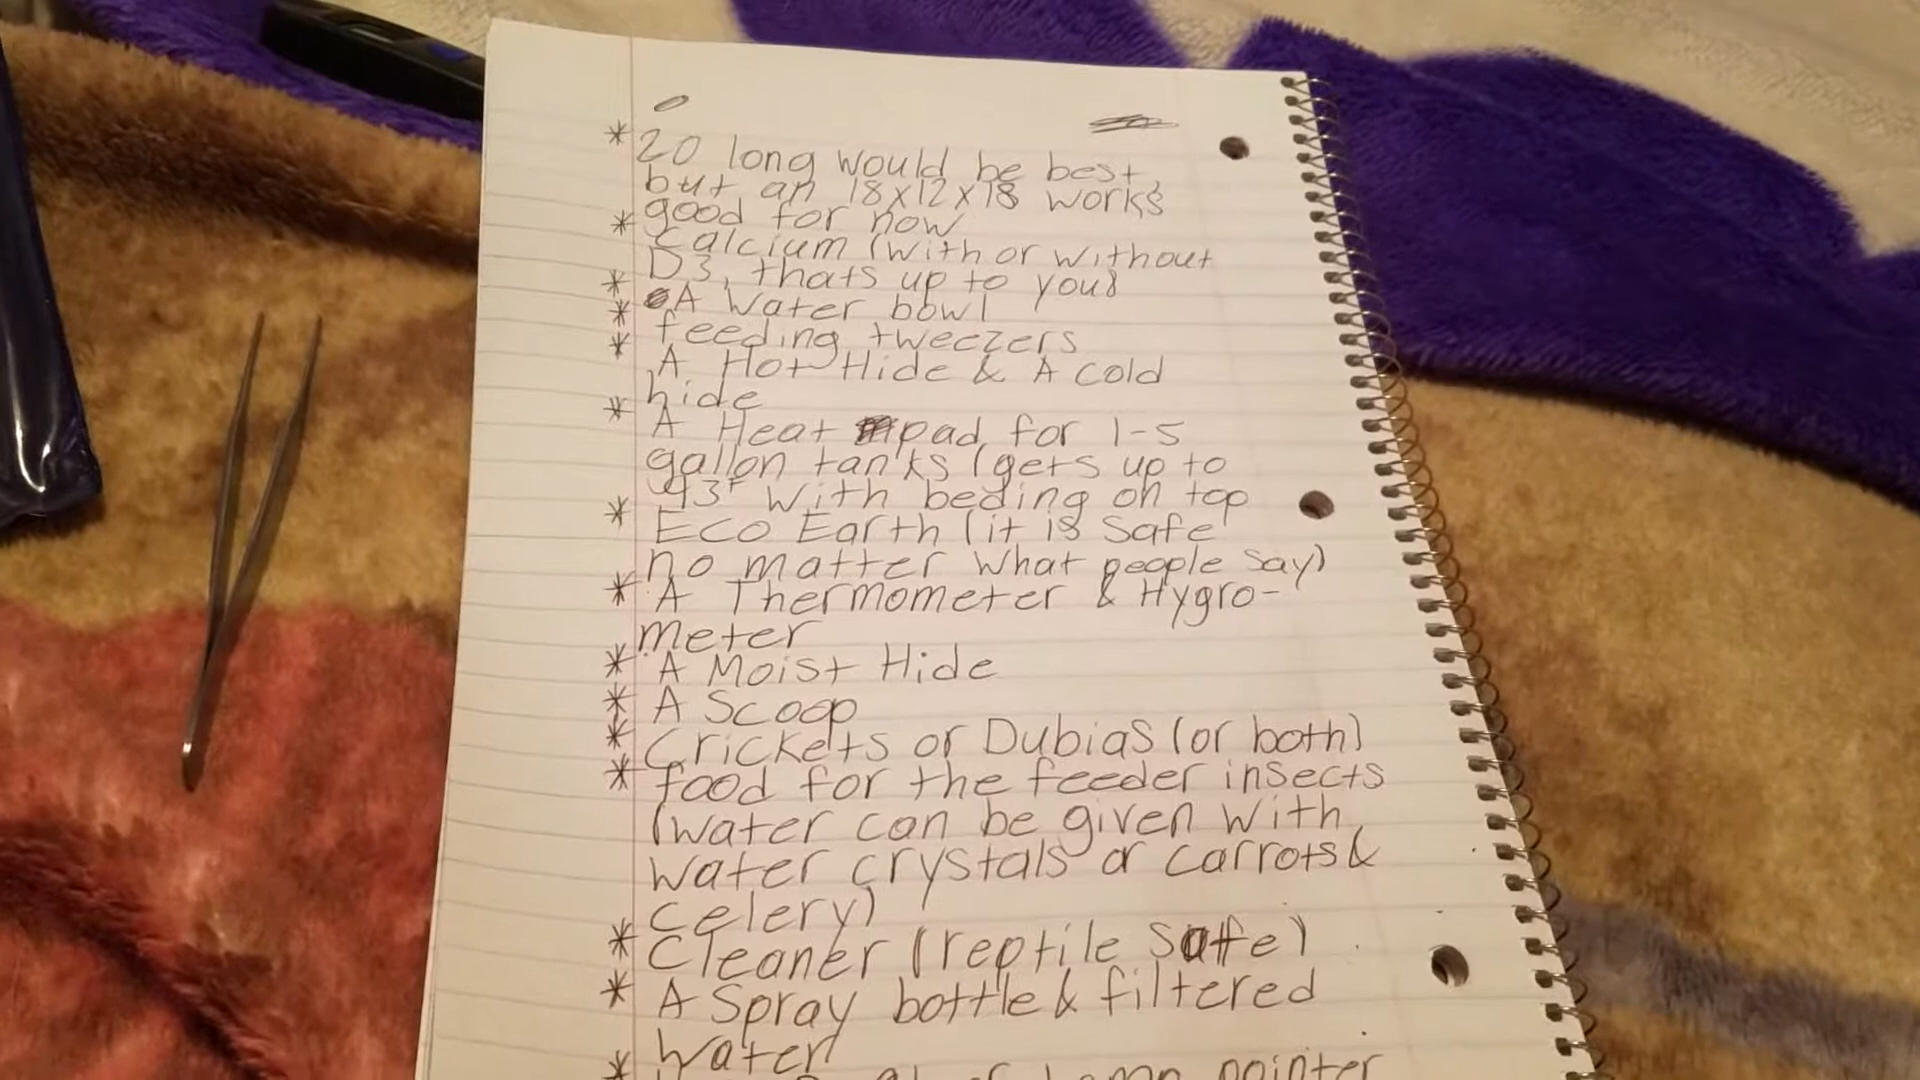 * 20 long would be best
but an 18x12x18 works
good for now
* Calcium (with or without
D3, thats up to you)
* A Water bowl
* feeding tweezers
* A Hot Hide & A cold
hide
* A Heat pad for 1-5
gallon tanks (gets up to
93° with beding on top
* Eco Earth (it is safe
no matter what people say)
* A Thermometer & Hygro-
meter
* A Moist Hide
* A Scoop
* Crickets or Dubias (or both)
* food for the feeder insects
(water can be given with
water crystals or carrots &
celery)
* Cleaner (reptile safe)
* A Spray bottle & filtered
Water
* pointer